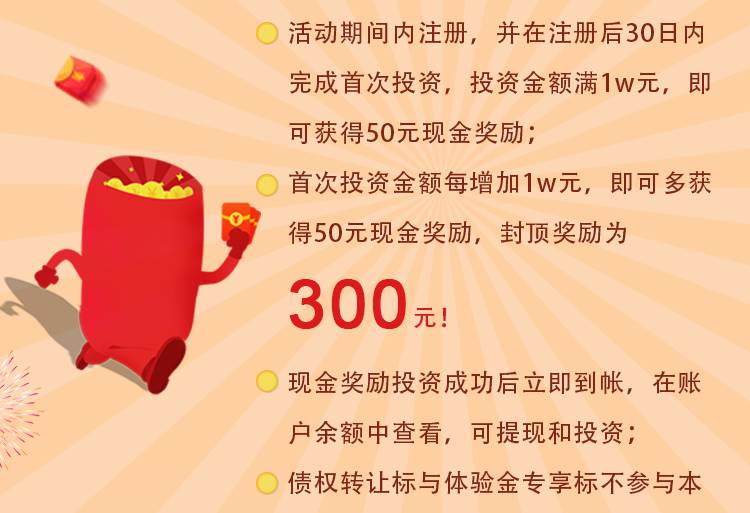 活动期间内注册，并在注册后30日内
完成首次投资，投资金额满1w元，即
可获得50元现金奖励；
首次投资金额每增加1w元，即可多获
得50元现金奖励，封顶奖励为
300元！
现金奖励投资成功后立即到帐，在账
户余额中查看，可提现和投资；
债权转让标与体验金专享标不参与本
¥